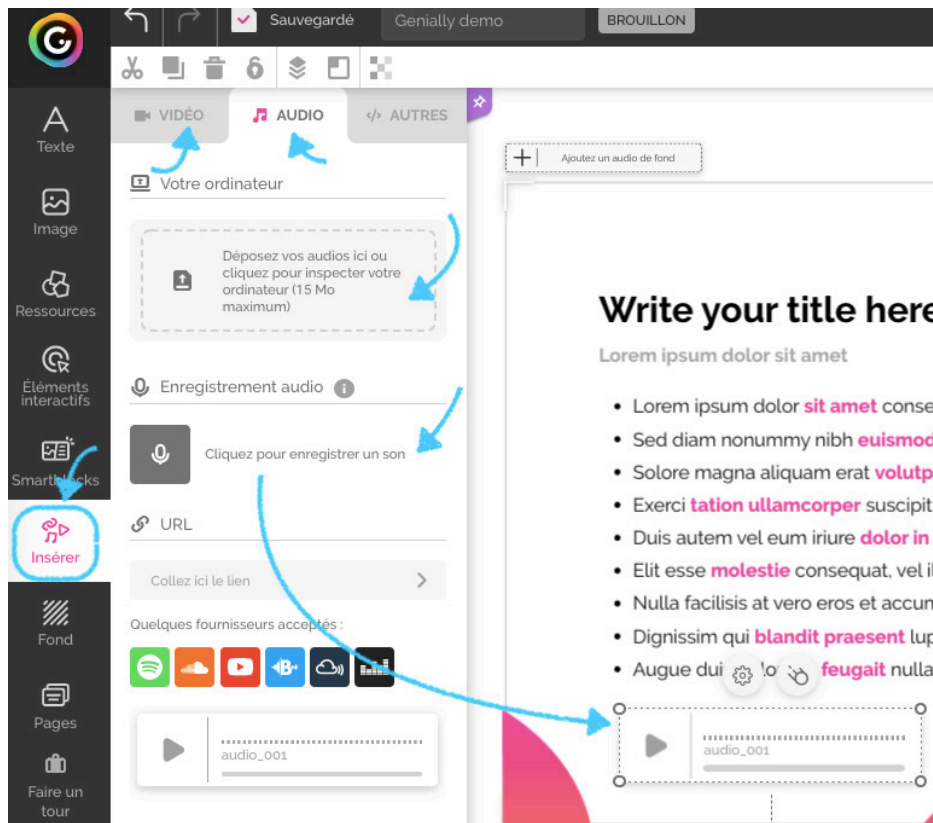 Sauvegardé
Genially demo
BROUILLON
Texte
Image
Ressources
Éléments
interactifs
Smartblocks
Insérer
Fond
Pages
Faire un
tour
VIDÉO
AUDIO
AUTRES
Votre ordinateur
Déposez vos audios ici ou
cliquez pour inspecter votre
ordinateur (15 Mo
maximum)
Enregistrement audio
Cliquez pour enregistrer un son
URL
Collez ici le lien
Quelques fournisseurs acceptés :
audio_001
Ajoutez un audio de fond
Write your title here
Lorem ipsum dolor sit amet
• Lorem ipsum dolor sit amet conse
• Sed diam nonummy nibh euismod
• Solore magna aliquam erat volutp
• Exerci tation ullamcorper suscipit
• Duis autem vel eum iriure dolor in
• Elit esse molestie consequat, vel il
• Nulla facilisis at vero eros et accun
• Dignissim qui blandit praesent lup
• Augue dui feugait nulla
audio_001